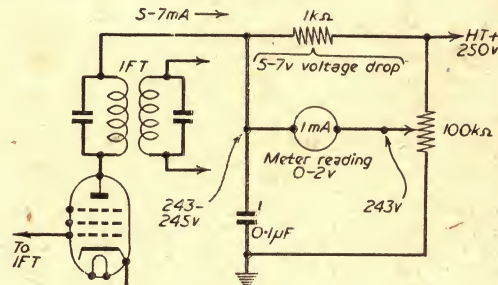 5-7mA →
1kΩ
HT+
250v
IFT
5-7v voltage drop
1mA
100kΩ
Meter reading
0-2v
243-
245v
243v
0·1μF
To
IFT